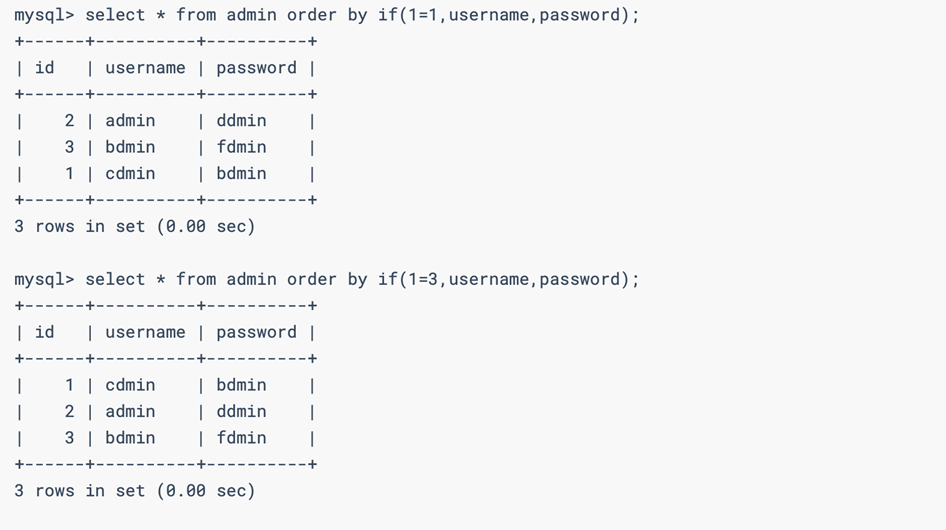 mysql> select * from admin order by if(1=1,username,password);
+------+----------+----------+
| id   | username | password |
+------+----------+----------+
|    2 | admin    | ddmin    |
|    3 | bdmin    | fdmin    |
|    1 | cdmin    | bdmin    |
+------+----------+----------+
3 rows in set (0.00 sec)

mysql> select * from admin order by if(1=3,username,password);
+------+----------+----------+
| id   | username | password |
+------+----------+----------+
|    1 | cdmin    | bdmin    |
|    2 | admin    | ddmin    |
|    3 | bdmin    | fdmin    |
+------+----------+----------+
3 rows in set (0.00 sec)